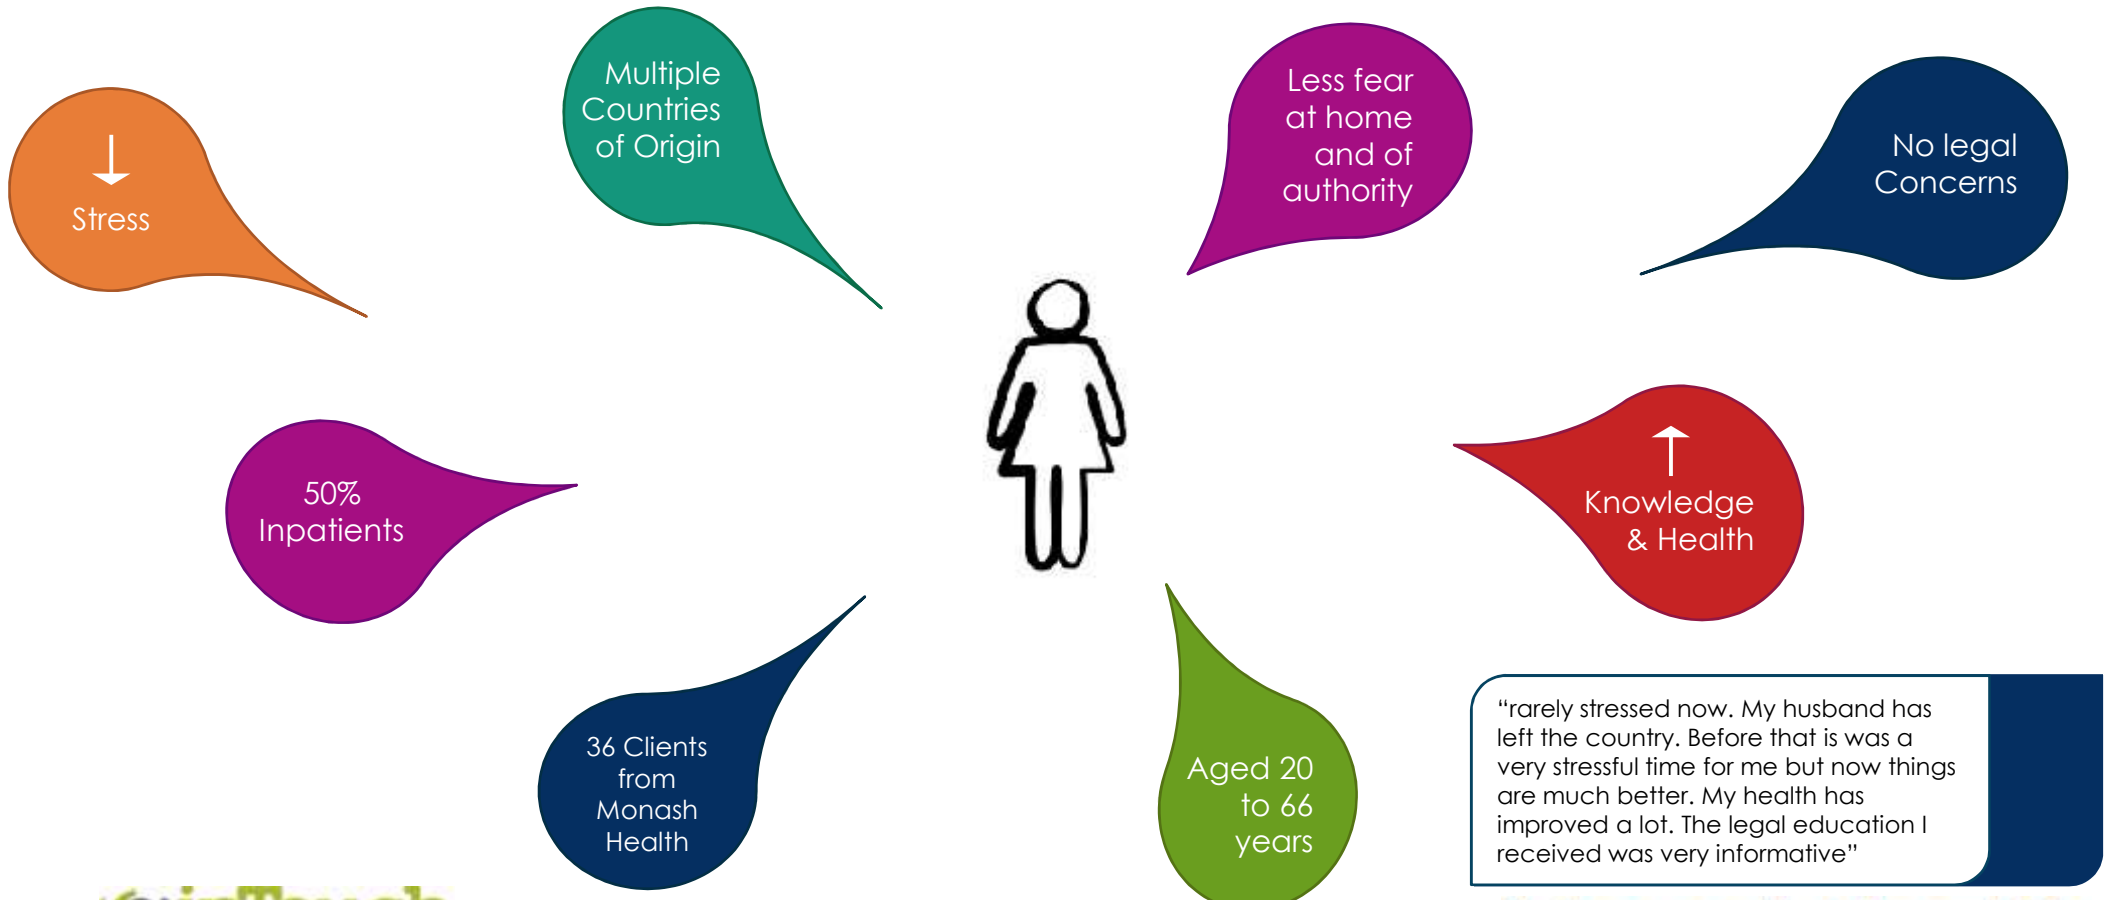 ↓
Stress
Multiple
Countries
of Origin
Less fear
at home
and of
authority
No legal
Concerns
50%
Inpatients
↑
Knowledge
& Health
36 Clients
from
Monash
Health
Aged 20
to 66
years
“rarely stressed now. My husband has
left the country. Before that is was a
very stressful time for me but now things
are much better. My health has
improved a lot. The legal education I
received was very informative”